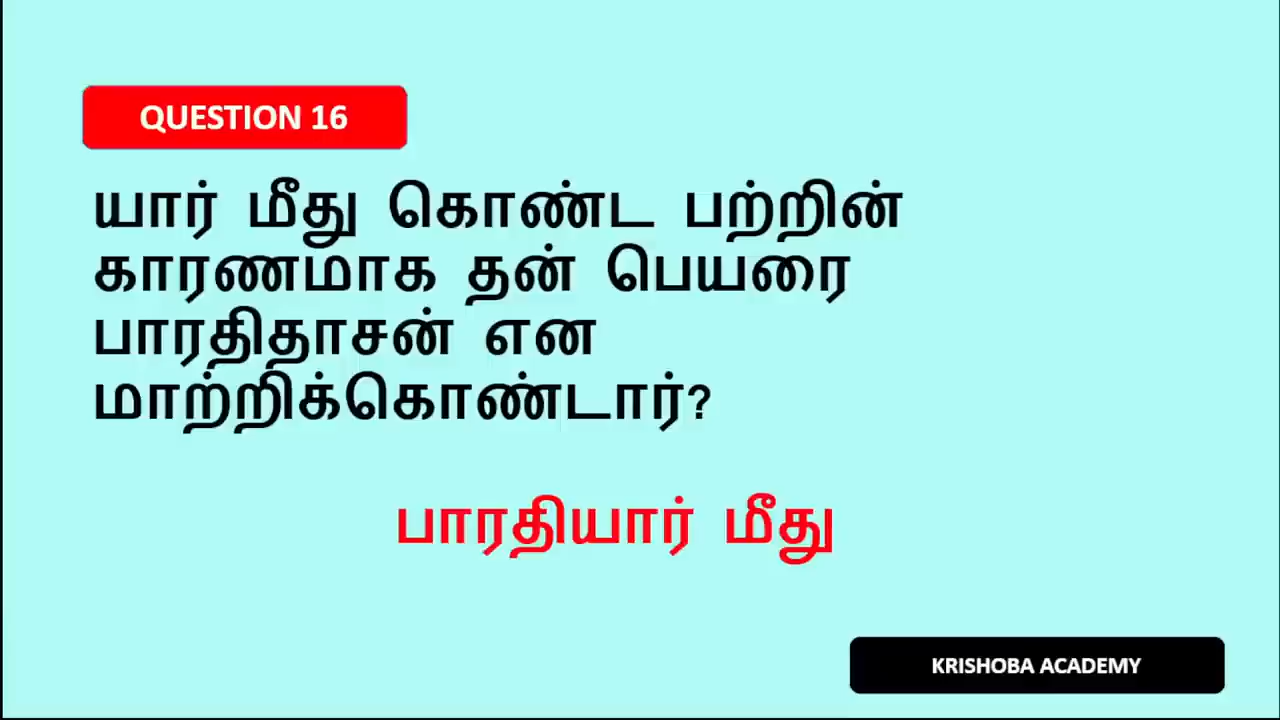 QUESTION 16
யார் மீது கொண்ட பற்றின்
காரணமாக தன் பெயரை
பாரதிதாசன் என
மாற்றிக்கொண்டார்?
பாரதியார் மீது
KRISHOBA ACADEMY